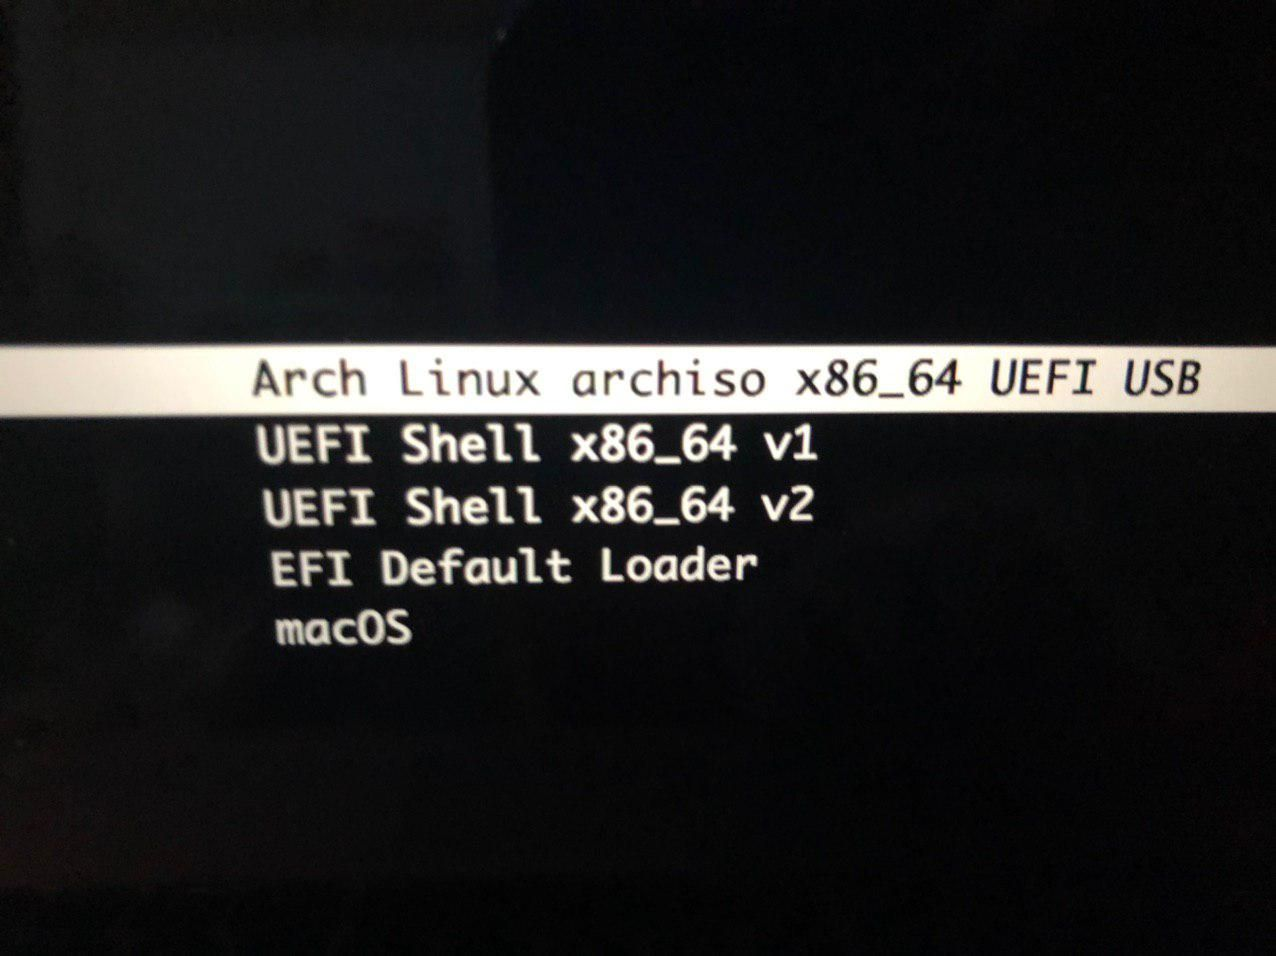 Arch Linux archiso x86_64 UEFI USB
UEFI Shell x86_64 v1
UEFI Shell x86_64 v2
EFI Default Loader
macOS